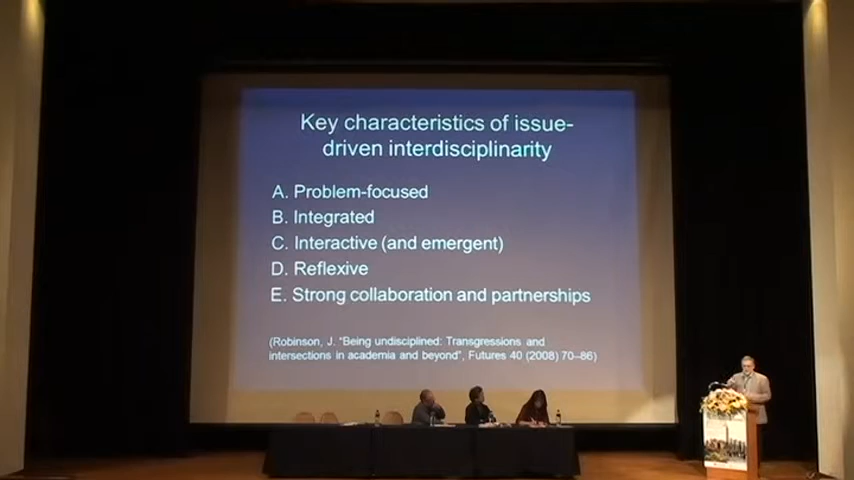 Key characteristics of issue-
driven interdisciplinarity
A. Problem-focused
B. Integrated
C. Interactive (and emergent)
D. Reflexive
E. Strong collaboration and partnerships
(Robinson, J. “Being undisciplined: Transgressions and
intersections in academia and beyond”, Futures 40 (2008) 70–86)